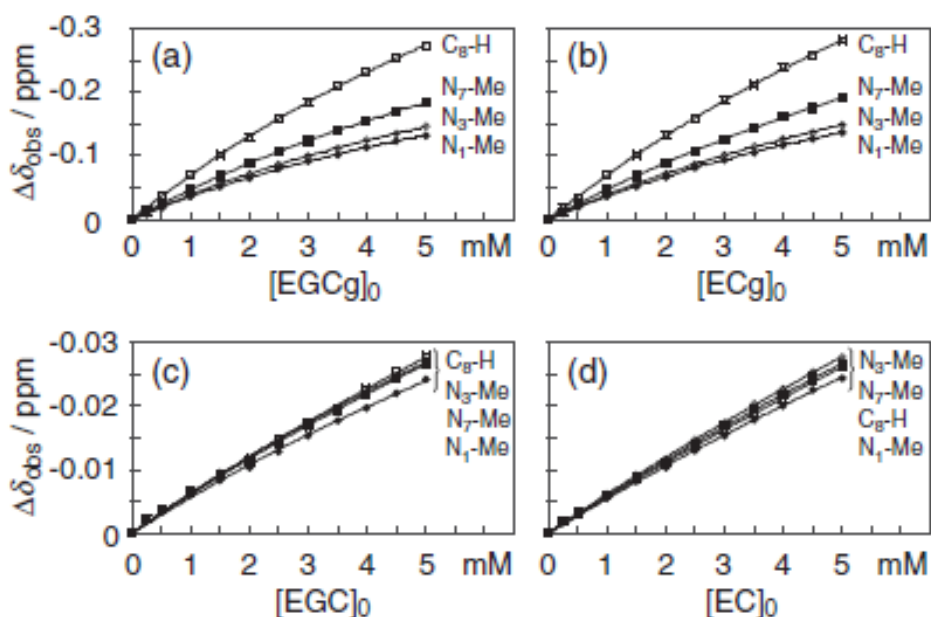 -0.3
-0.2
-0.1
0
Δδobs / ppm
(a)
C8-H
N7-Me
N3-Me
N1-Me
0 1 2 3 4 5 mM
[EGCg]0
(b)
C8-H
N7-Me
N3-Me
N1-Me
0 1 2 3 4 5 mM
[ECg]0
-0.03
-0.02
-0.01
0
Δδobs / ppm
(c)
C8-H
N3-Me
N7-Me
N1-Me
0 1 2 3 4 5 mM
[EGC]0
(d)
N3-Me
N7-Me
C8-H
N1-Me
0 1 2 3 4 5 mM
[EC]0